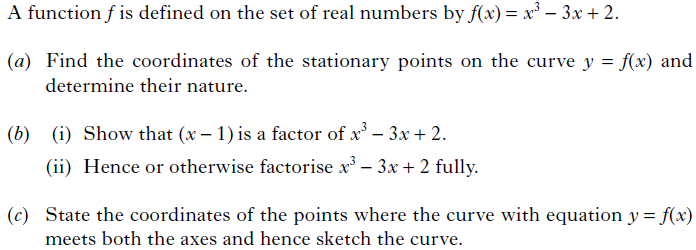 A function f is defined on the set of real numbers by f(x) = x³ – 3x + 2.
(a) Find the coordinates of the stationary points on the curve y = f(x) and
determine their nature.
(b) (i) Show that (x – 1) is a factor of x³ – 3x + 2.
(ii) Hence or otherwise factorise x³ – 3x + 2 fully.
(c) State the coordinates of the points where the curve with equation y = f(x)
meets both the axes and hence sketch the curve.